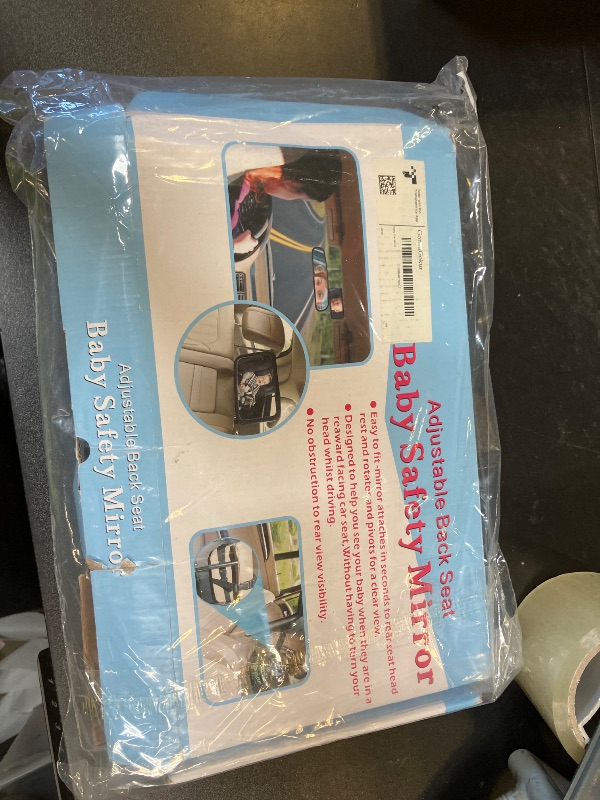 Adjustable Back Seat
Baby Safety Mirror
● Easy to fit-mirror attaches in seconds to rear seat head
rest and rotates and pivots for a clear view.
● Designed to help you see your baby when they are in a
reaward facing car seat,Without having to turn your
head whilst driving.
● No obstruction to rear view visibility.
Adjustable Back Seat
Baby Safety Mirro